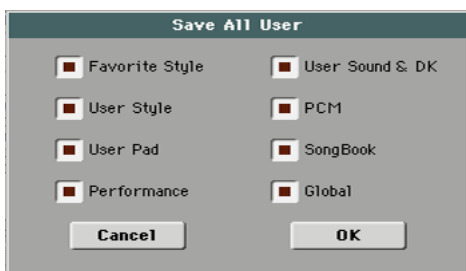 Save All User
Favorite Style
User Sound & DK
User Style
PCM
User Pad
SongBook
Performance
Global
Cancel
OK